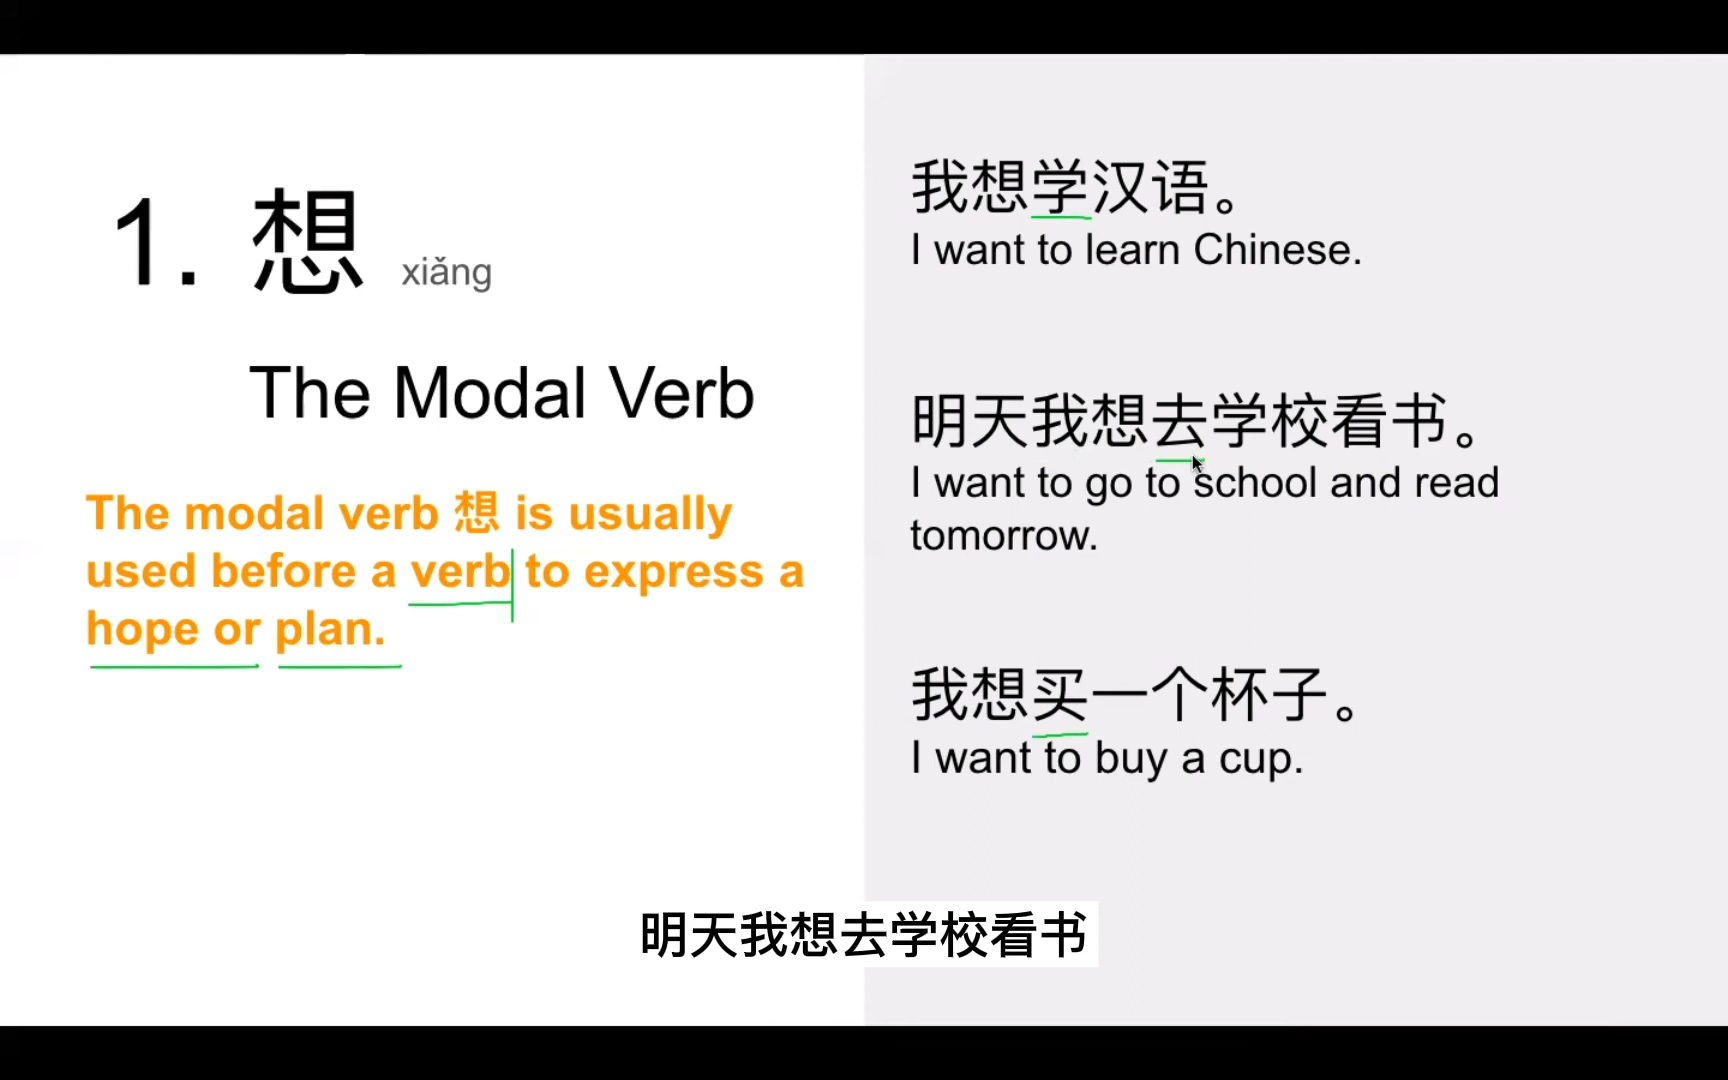 1. 想 xiǎng
The Modal Verb
The modal verb 想 is usually
used before a verb to express a
hope or plan.
我想学汉语。
I want to learn Chinese.
明天我想去学校看书。
I want to go to school and read
tomorrow.
我想买一个杯子。
I want to buy a cup.
明天我想去学校看书